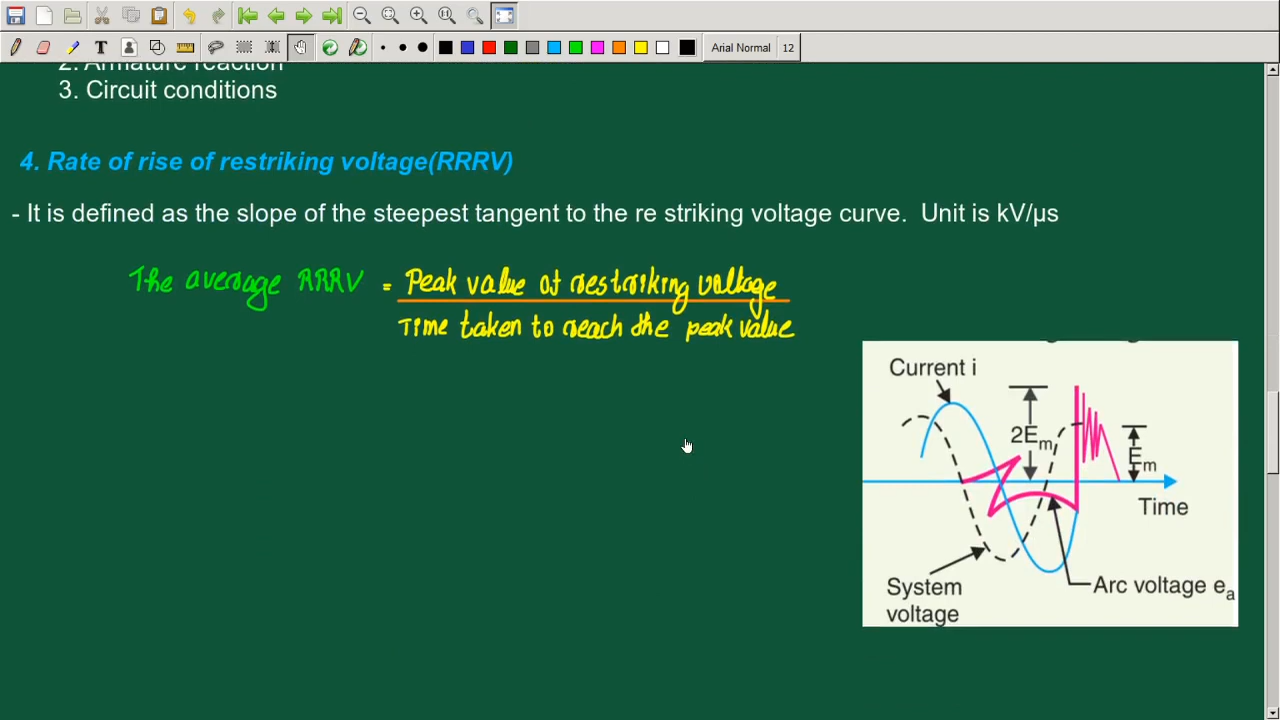 Arial Normal 12
2. Armature reaction
3. Circuit conditions
4. Rate of rise of restriking voltage(RRRV)
- It is defined as the slope of the steepest tangent to the re striking voltage curve. Unit is kV/µs
The average RRRV = Peak value of restriking voltage
Time taken to reach the peak value
Current i
2Em
Em
Time
System
voltage
Arc voltage ea